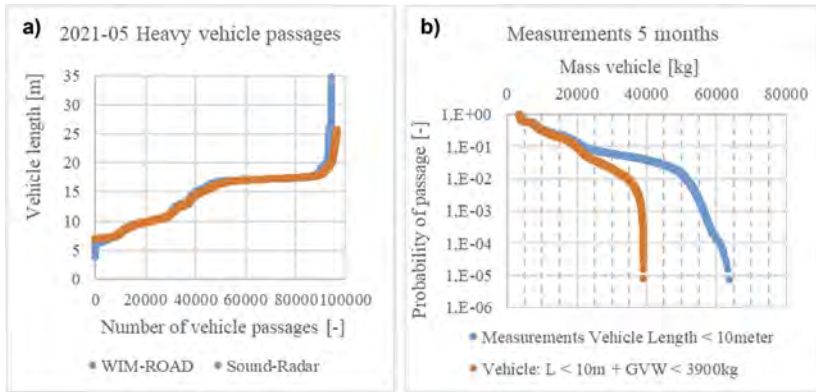 a)
2021-05 Heavy vehicle passages
Vehicle length [m]
35
30
25
20
15
10
5
0
0 20000 40000 60000 80000 100000
Number of vehicle passages [-]
WIM-ROAD Sound-Radar
b)
Measurements 5 months
Mass vehicle [kg]
0 20000 40000 60000 80000
Probability of passage [-]
1,E+00
1,E-01
1,E-02
1,E-03
1,E-04
1,E-05
1,E-06
Measurements Vehicle Length < 10meter
Vehicle: L < 10m + GVW < 3900kg